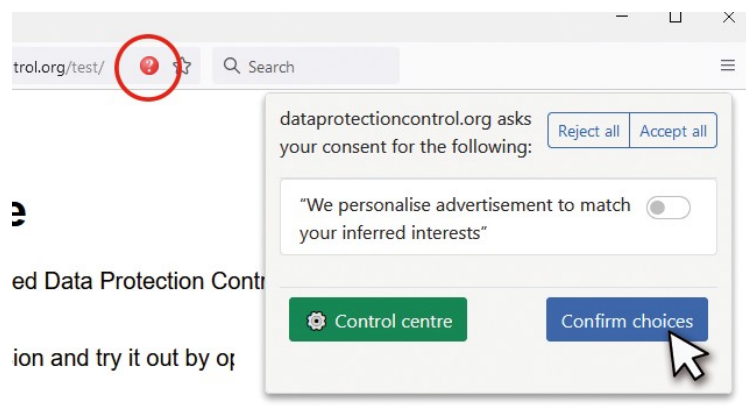 trol.org/test/
Search
dataprotectioncontrol.org asks
your consent for the following:
Reject all
Accept all
“We personalise advertisement to match
your inferred interests”
e
ed Data Protection Contr
Control centre
Confirm choices
ion and try it out by op